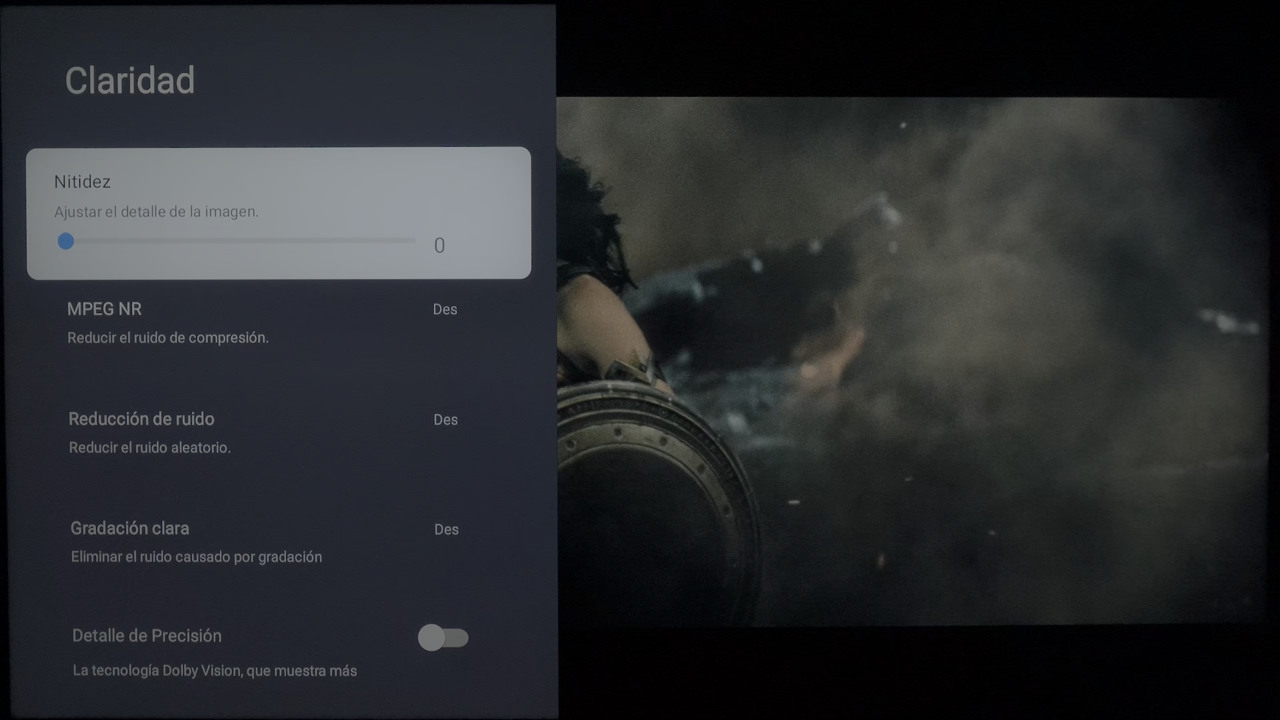 Claridad
Nitidez
Ajustar el detalle de la imagen.
0
MPEG NR
Des
Reducir el ruido de compresión.
Reducción de ruido
Des
Reducir el ruido aleatorio.
Gradación clara
Des
Eliminar el ruido causado por gradación
Detalle de Precisión
La tecnología Dolby Vision, que muestra más